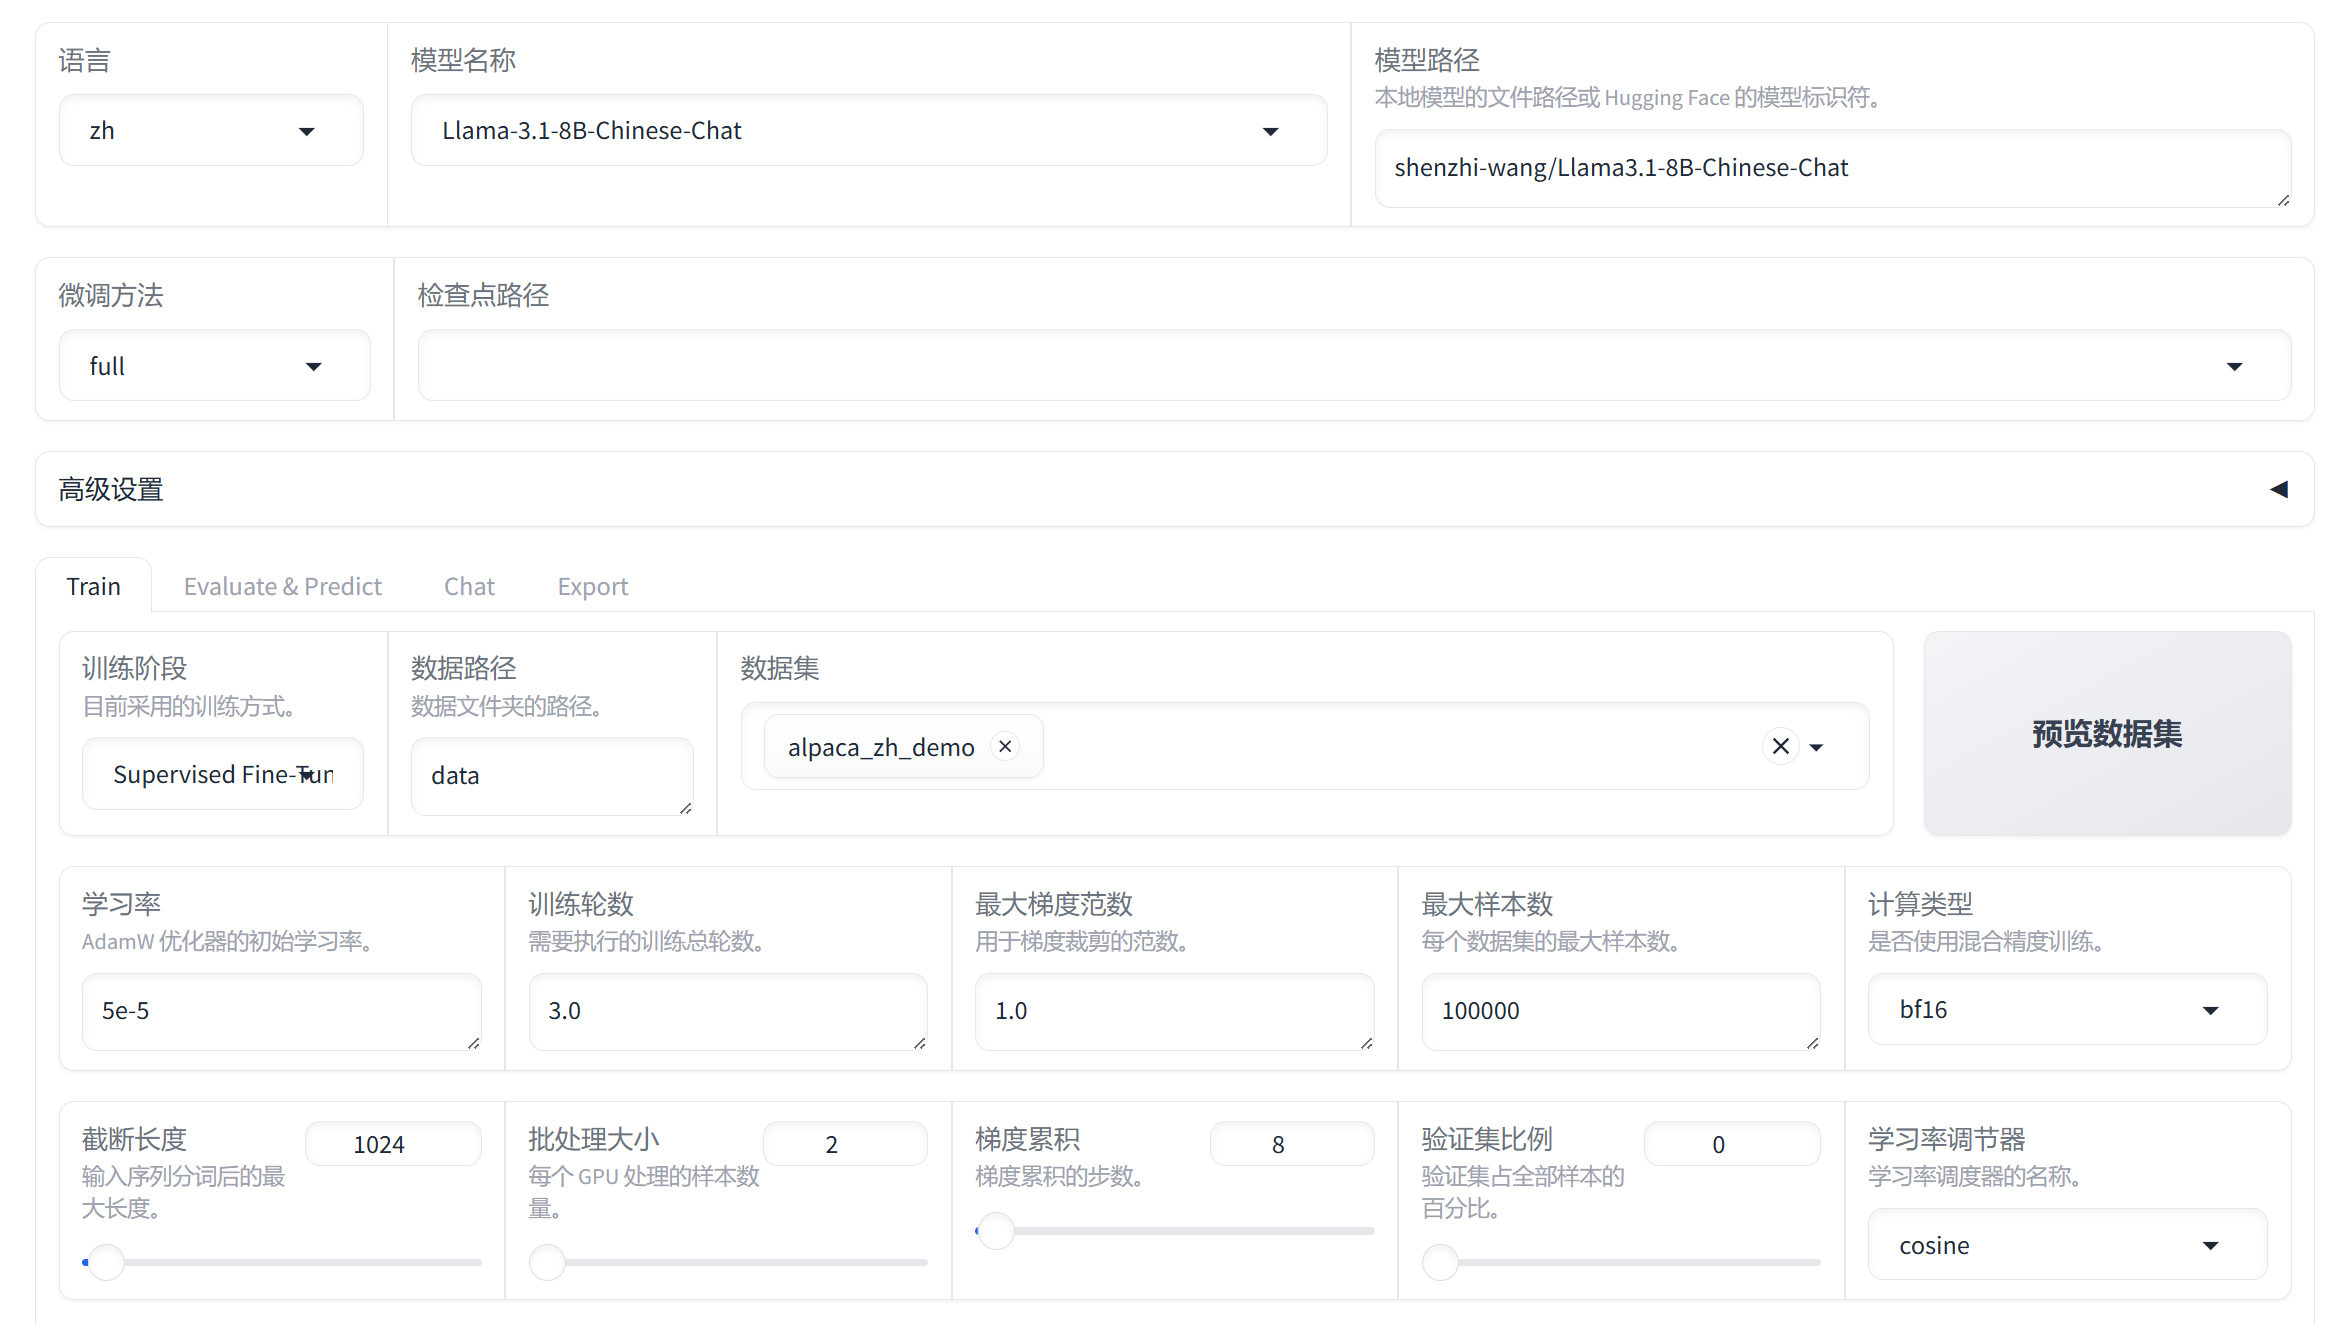 语言
zh
模型名称
Llama-3.1-8B-Chinese-Chat
模型路径
本地模型的文件路径或 Hugging Face 的模型标识符。
shenzhi-wang/Llama3.1-8B-Chinese-Chat
微调方法
full
检查点路径
高级设置
Train
Evaluate & Predict
Chat
Export
训练阶段
目前采用的训练方式。
Supervised Fine-Tun
数据路径
数据文件夹的路径。
data
数据集
alpaca_zh_demo
预览数据集
学习率
AdamW 优化器的初始学习率。
5e-5
训练轮数
需要执行的训练总轮数。
3.0
最大梯度范数
用于梯度裁剪的范数。
1.0
最大样本数
每个数据集的最大样本数。
100000
计算类型
是否使用混合精度训练。
bf16
截断长度
1024
输入序列分词后的最
大长度。
批处理大小
2
每个 GPU 处理的样本数
量。
梯度累积
8
梯度累积的步数。
验证集比例
0
验证集占全部样本的
百分比。
学习率调节器
学习率调度器的名称。
cosine